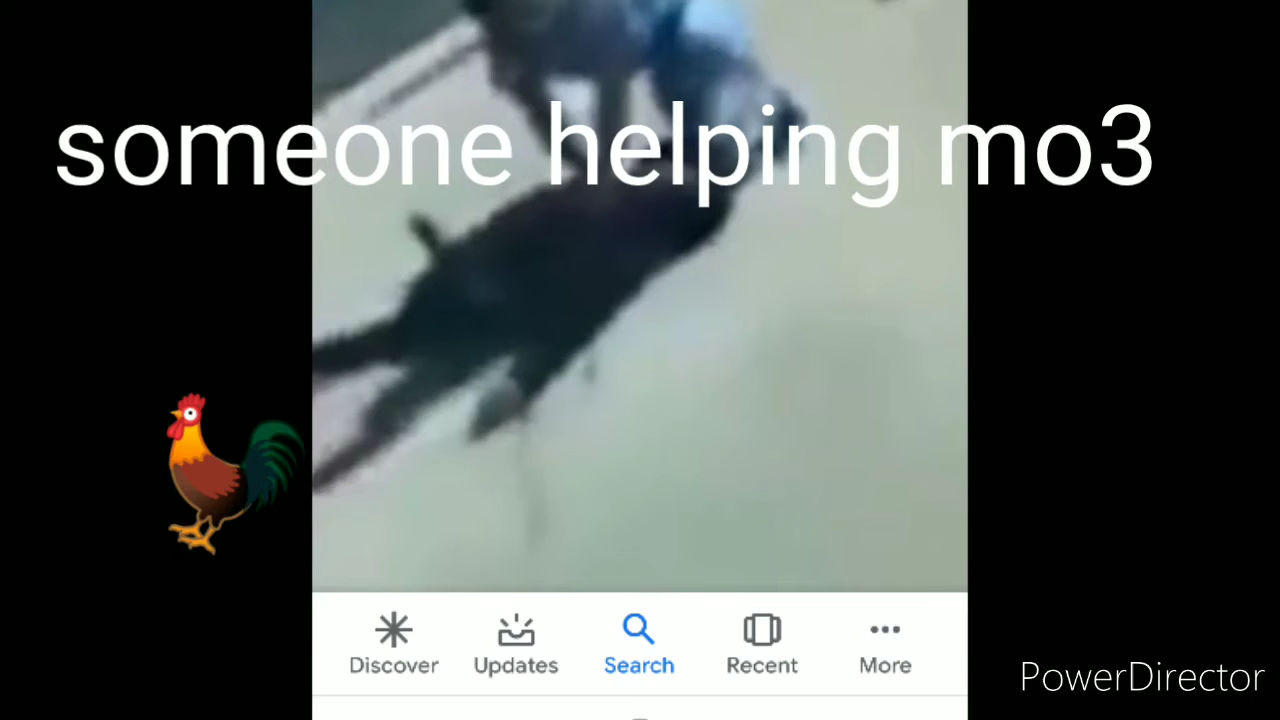 someone helping mo3
Discover Updates Search Recent More
PowerDirector